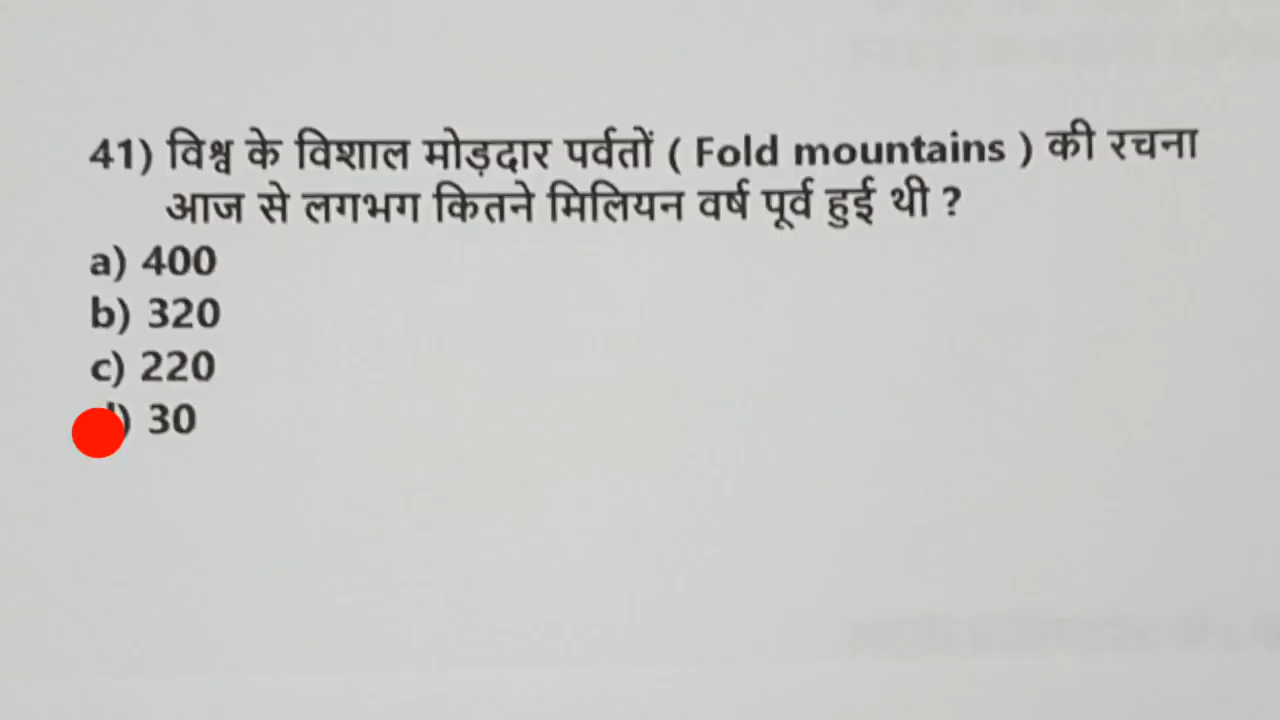 41) विश्व के विशाल मोड़दार पर्वतों ( Fold mountains ) की रचना
आज से लगभग कितने मिलियन वर्ष पूर्व हुई थी ?
a) 400
b) 320
c) 220
d) 30